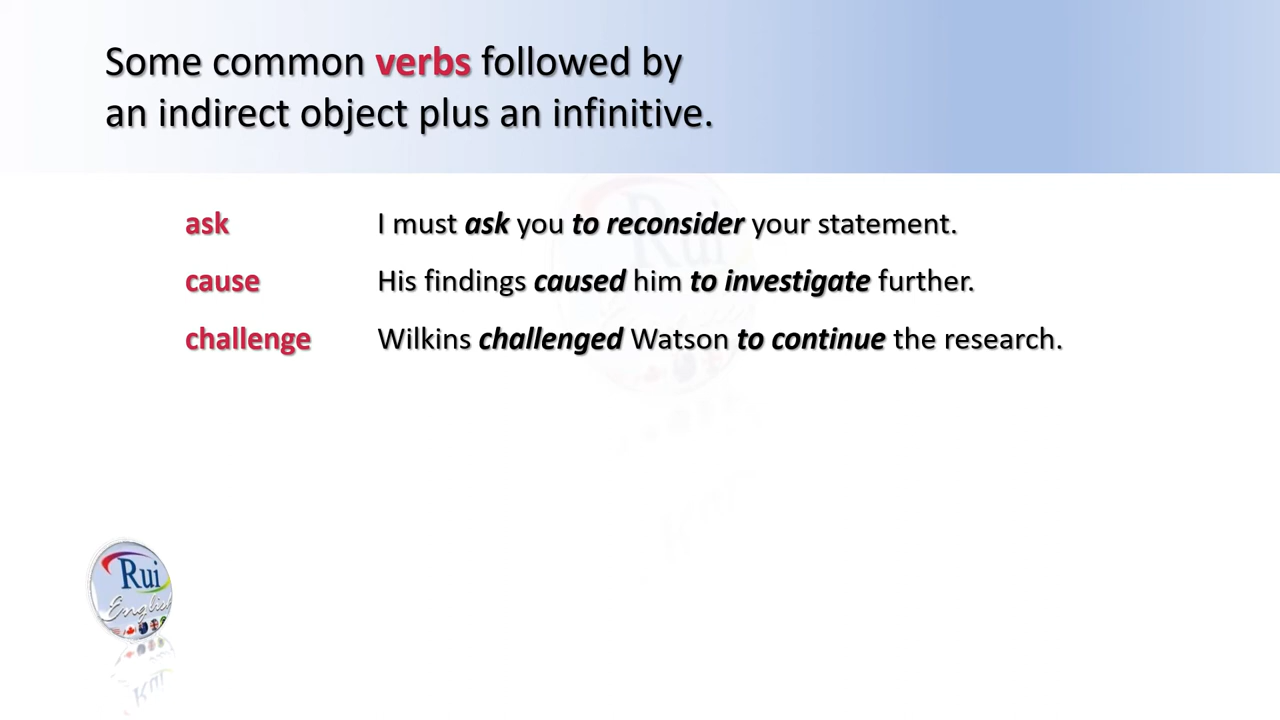 Some common verbs followed by
an indirect object plus an infinitive.
ask I must ask you to reconsider your statement.
cause His findings caused him to investigate further.
challenge Wilkins challenged Watson to continue the research.
Rui
English